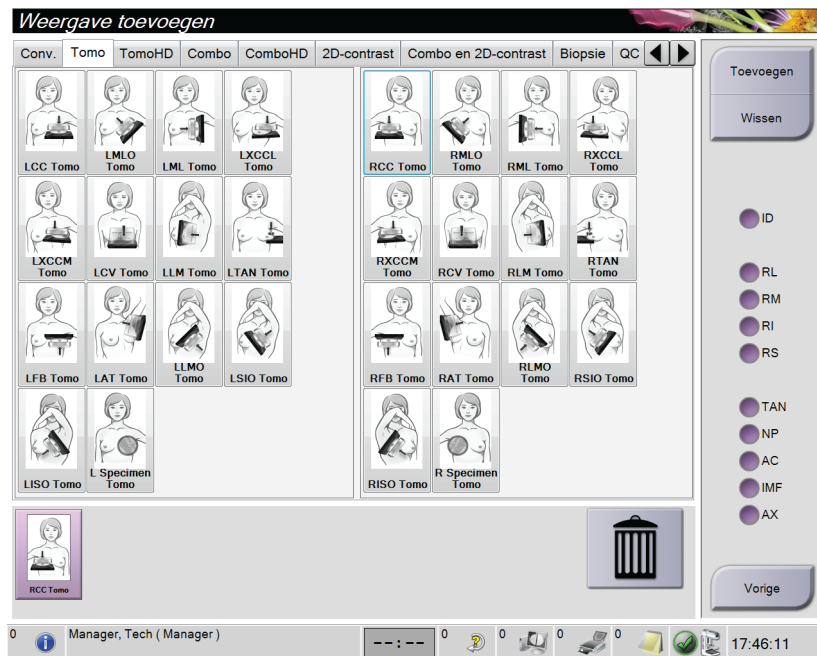 Weergave toevoegen
Conv. Tomo TomoHD Combo ComboHD 2D-contrast Combo en 2D-contrast Biopsie QC
Toevoegen
Wissen
LCC Tomo
LMLO
Tomo
LML Tomo
LXCCL
Tomo
RCC Tomo
RMLO
Tomo
RML Tomo
RXCCL
Tomo
LXCCM
Tomo
LCV Tomo
LLM Tomo
LTAN Tomo
RXCCM
Tomo
RCV Tomo
RLM Tomo
RTAN
Tomo
LFB Tomo
LAT Tomo
LLMO
Tomo
LSIO Tomo
RFB Tomo
RAT Tomo
RLMO
Tomo
RSIO Tomo
LISO Tomo
L Specimen
Tomo
RISO Tomo
R Specimen
Tomo
ID
RL
RM
RI
RS
TAN
NP
AC
IMF
AX
RCC Tomo
Vorige
0 Manager, Tech ( Manager ) --:-- 0 0 0 0 17:46:11